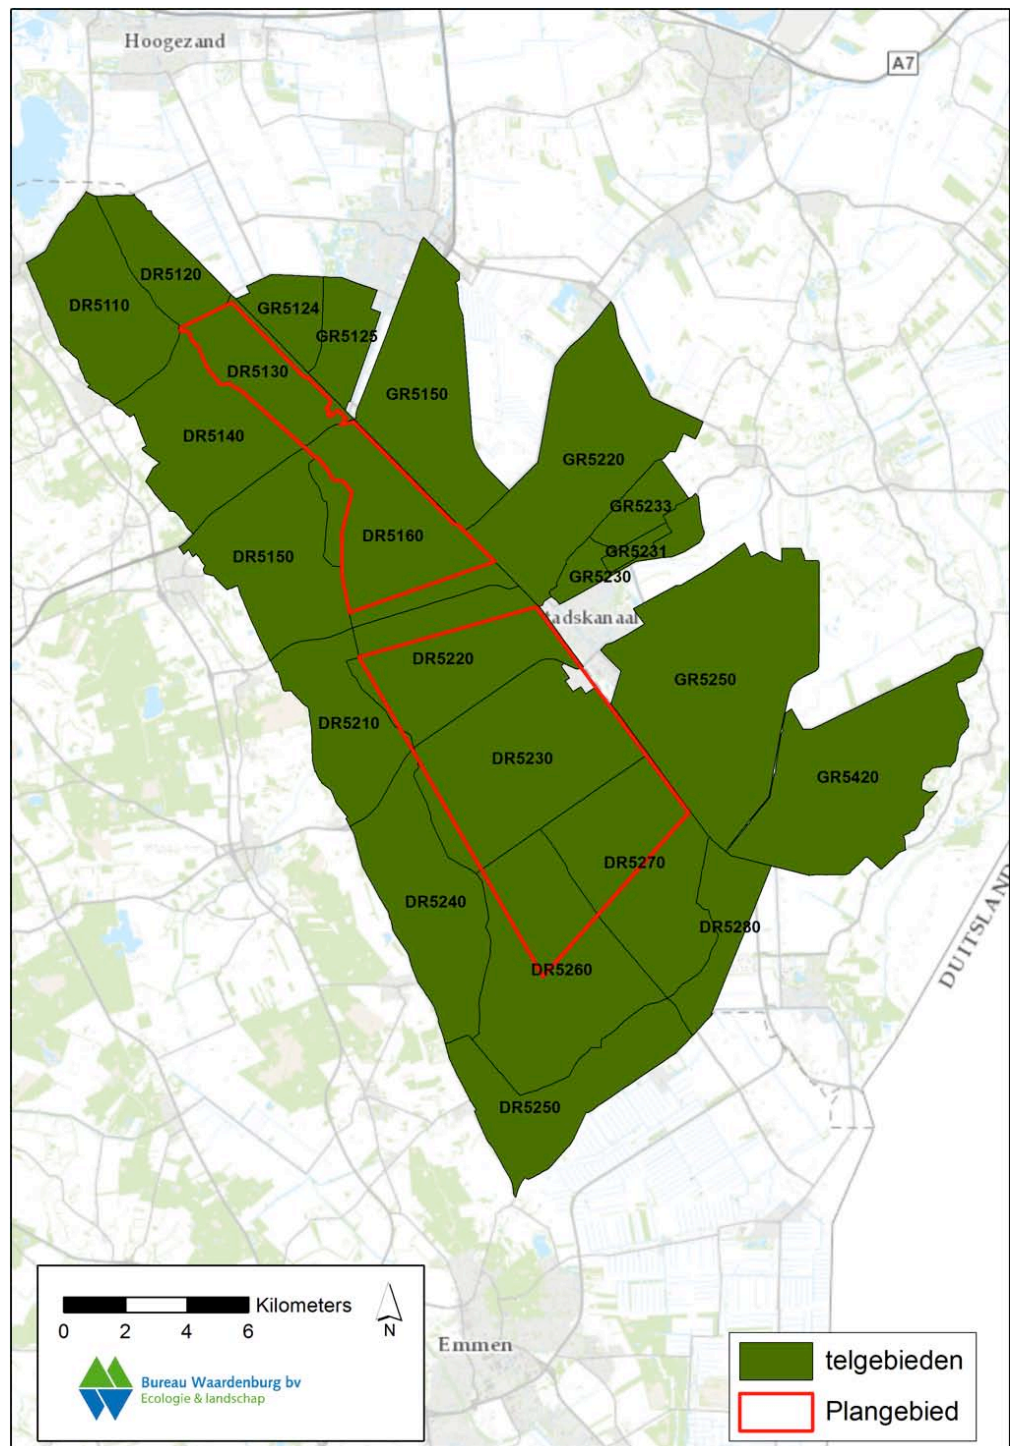 Hoogezand
A7
DR5120
DR5110
GR5124
GR5125
DR5130
GR5150
DR5140
GR5220
GR5233
DR5160
GR5231
DR5150
GR5230
tadskanaal
DR5220
GR5250
DR5210
DR5230
GR5420
DR5270
DR5240
DR5280
DUITSLAND
DR5260
DR5250
Kilometers
0 2 4 6
N
Bureau Waardenburg bv
Ecologie & landschap
Emmen
telgebieden
Plangebied